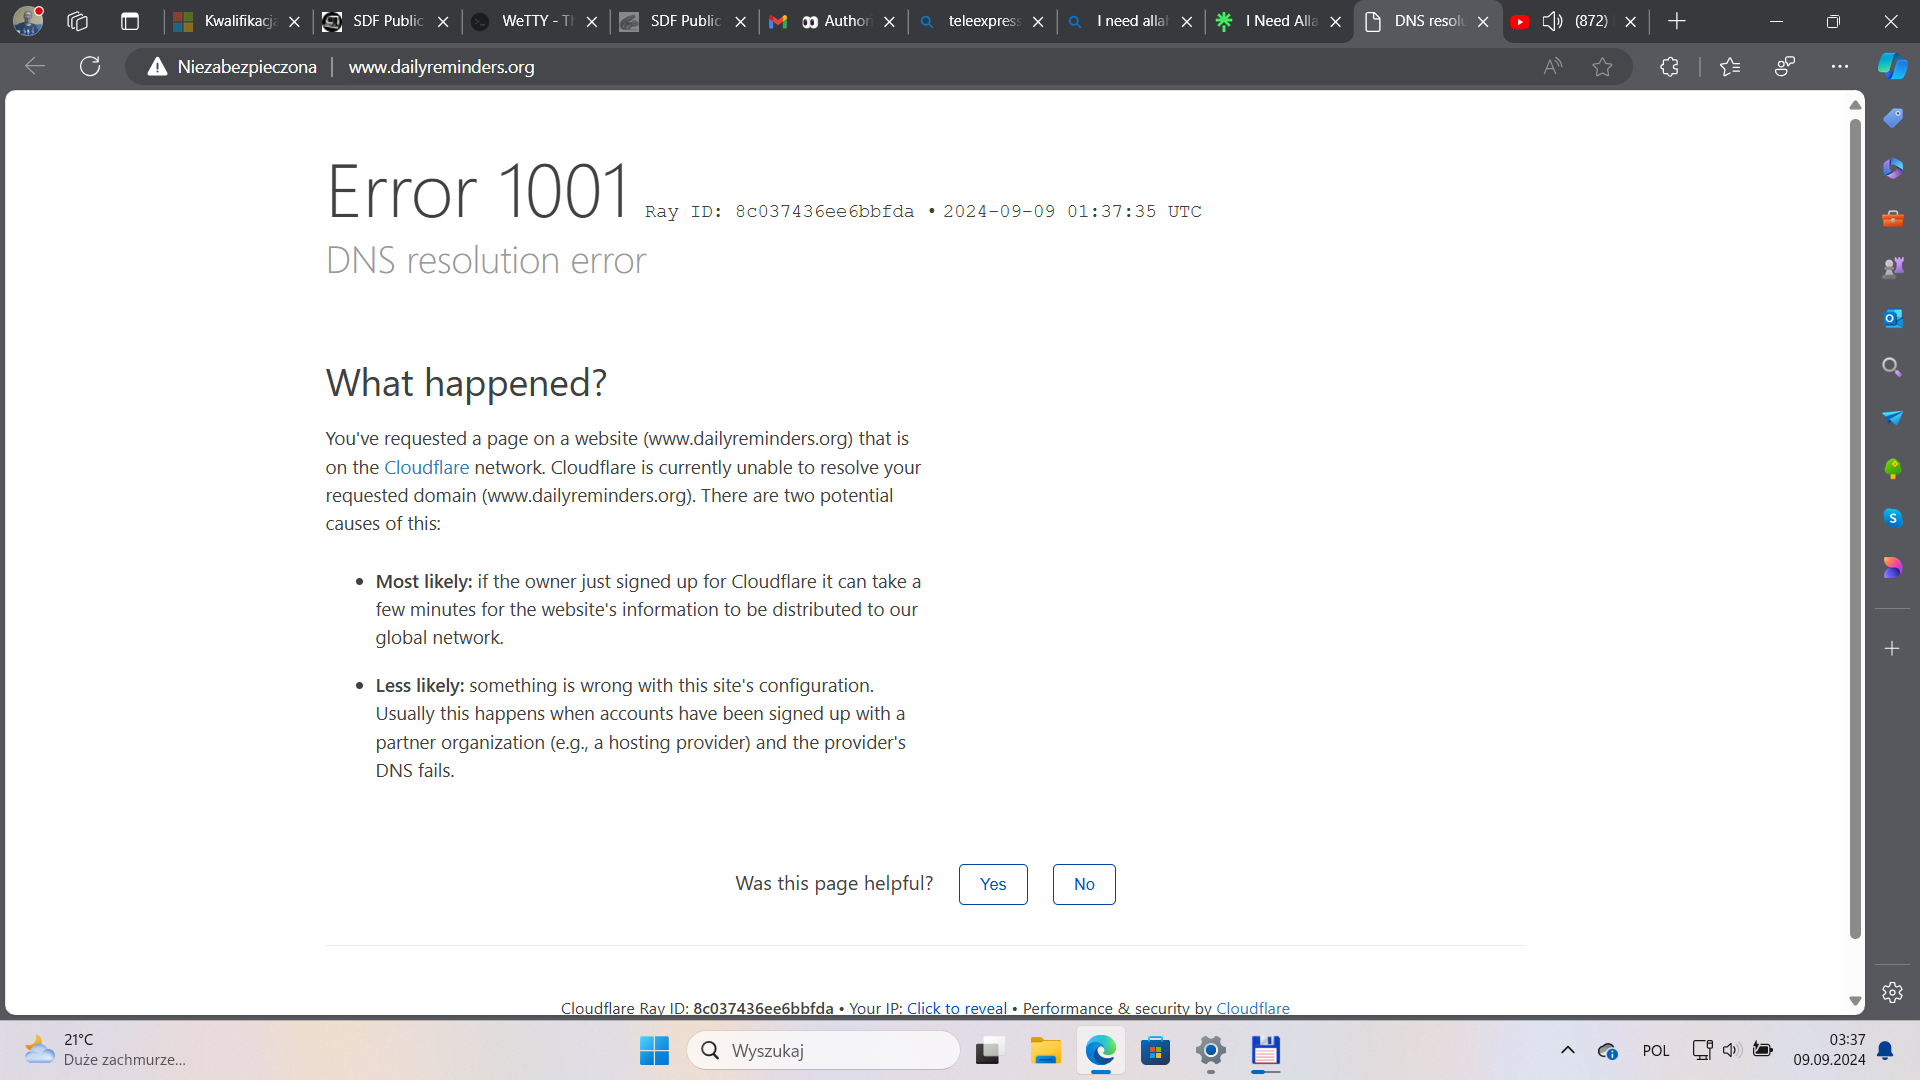 Kwalifikacj
SDF Public
WeTTY - Th
SDF Public
Author
teleexpress
I need allah
I Need Alla
DNS resolu
(872)
Niezabezpieczona
www.dailyreminders.org
Error 1001 Ray ID: 8c037436ee6bbfda • 2024-09-09 01:37:35 UTC
DNS resolution error
What happened?
You've requested a page on a website (www.dailyreminders.org) that is
on the Cloudflare network. Cloudflare is currently unable to resolve your
requested domain (www.dailyreminders.org). There are two potential
causes of this:
• Most likely: if the owner just signed up for Cloudflare it can take a
few minutes for the website's information to be distributed to our
global network.
• Less likely: something is wrong with this site's configuration.
Usually this happens when accounts have been signed up with a
partner organization (e.g., a hosting provider) and the provider's
DNS fails.
Was this page helpful? Yes No
Cloudflare Ray ID: 8c037436ee6bbfda • Your IP: Click to reveal • Performance & security by Cloudflare
21°C
Duże zachmurze...
Wyszukaj
POL
03:37
09.09.2024